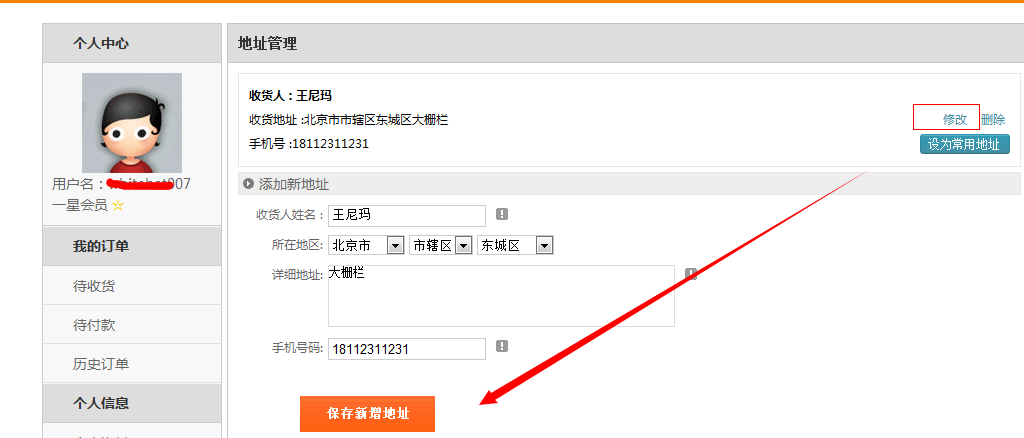 个人中心
用户名：007
一星会员
我的订单
待收货
待付款
历史订单
个人信息
地址管理
收货人：王尼玛
收货地址 :北京市市辖区东城区大栅栏
手机号 :18112311231
修改 删除
设为常用地址
添加新地址
收货人姓名： 王尼玛
所在地区: 北京市 市辖区 东城区
详细地址: 大栅栏
手机号码: 18112311231
保存新增地址